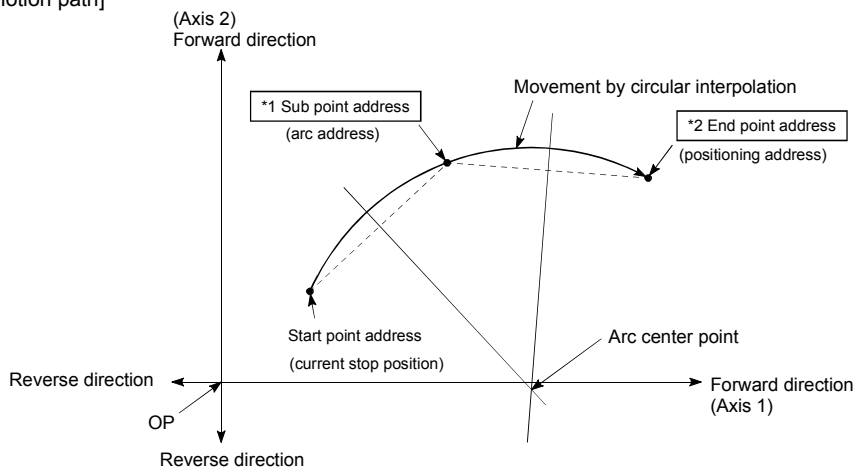 otion path]
(Axis 2)
Forward direction
Movement by circular interpolation
*1 Sub point address
(arc address)
*2 End point address
(positioning address)
Start point address
(current stop position)
Arc center point
Reverse direction
Forward direction
(Axis 1)
OP
Reverse direction